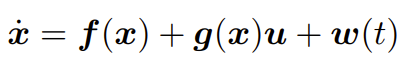 ẋ = f(x) + g(x)u + w(t)